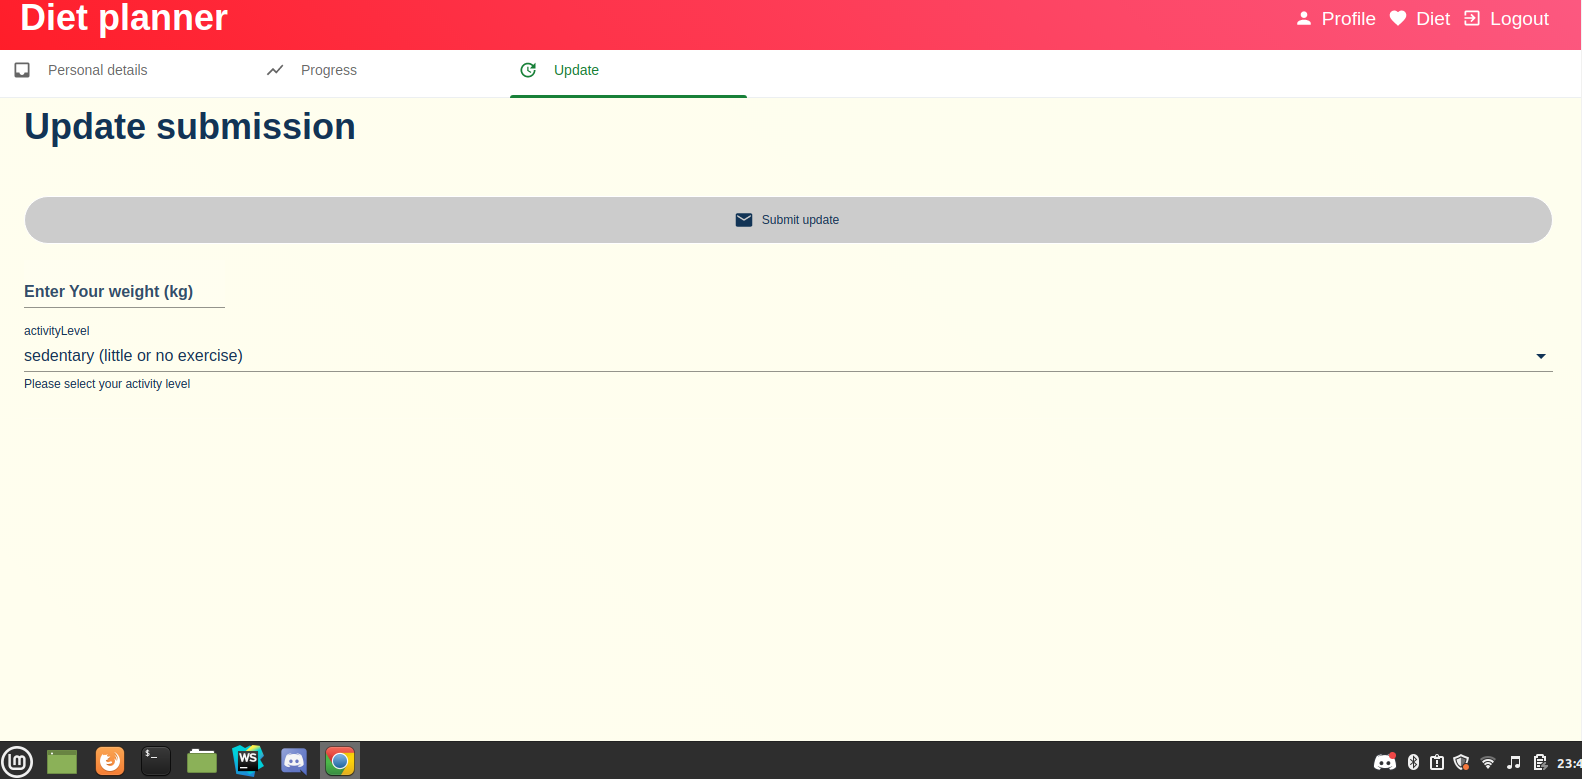 Diet planner
Profile Diet Logout
Personal details Progress Update
Update submission
Submit update
Enter Your weight (kg)
activityLevel
sedentary (little or no exercise)
Please select your activity level
$_ WS
23:4